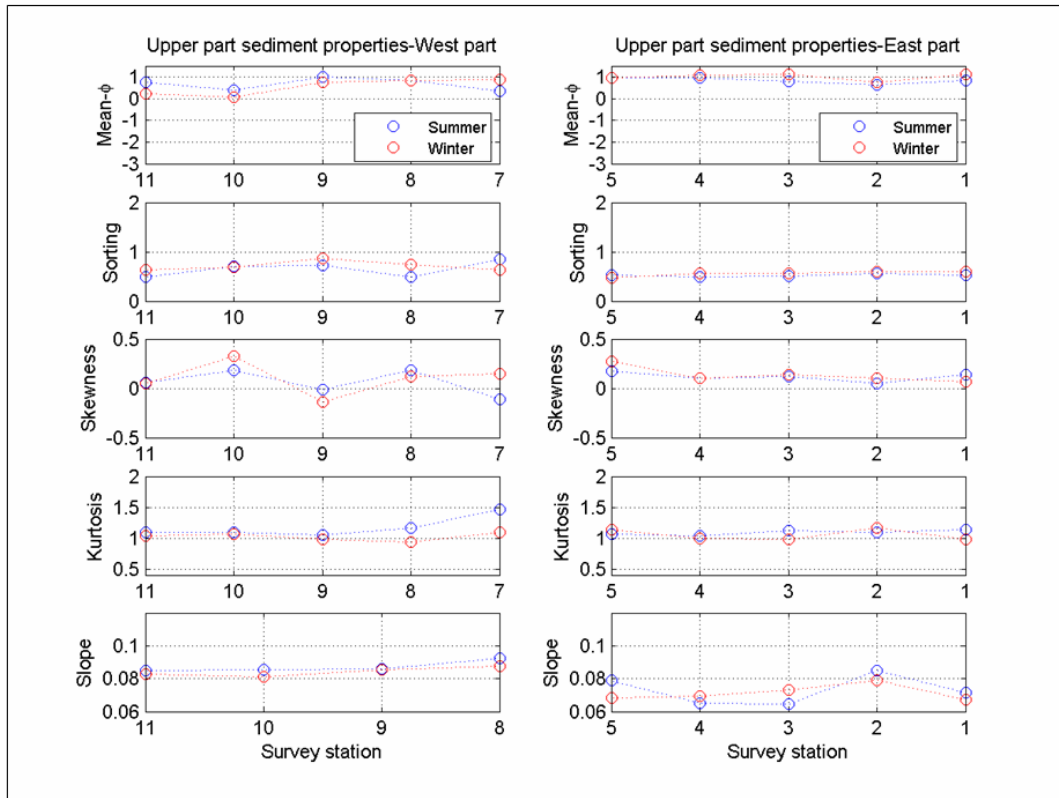 Upper part sediment properties-West part
Mean-ϕ
1
0
-1
-2
-3
Summer
Winter
11 10 9 8 7
Sorting
2
1
0
11 10 9 8 7
Skewness
0.5
0
-0.5
11 10 9 8 7
Kurtosis
2
1.5
1
0.5
11 10 9 8 7
Slope
0.1
0.08
0.06
11 10 9 8
Survey station
Upper part sediment properties-East part
Mean-ϕ
1
0
-1
-2
-3
Summer
Winter
5 4 3 2 1
Sorting
2
1
0
5 4 3 2 1
Skewness
0.5
0
-0.5
5 4 3 2 1
Kurtosis
2
1.5
1
0.5
5 4 3 2 1
Slope
0.1
0.08
0.06
5 4 3 2 1
Survey station